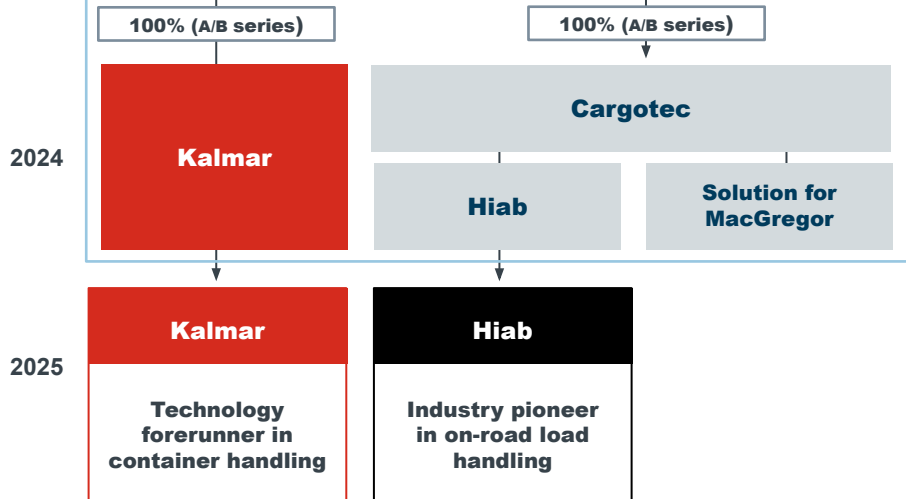 100% (A/B series)
100% (A/B series)
2024
Kalmar
Cargotec
Hiab
Solution for
MacGregor
2025
Kalmar
Technology
forerunner in
container handling
Hiab
Industry pioneer
in on-road load
handling